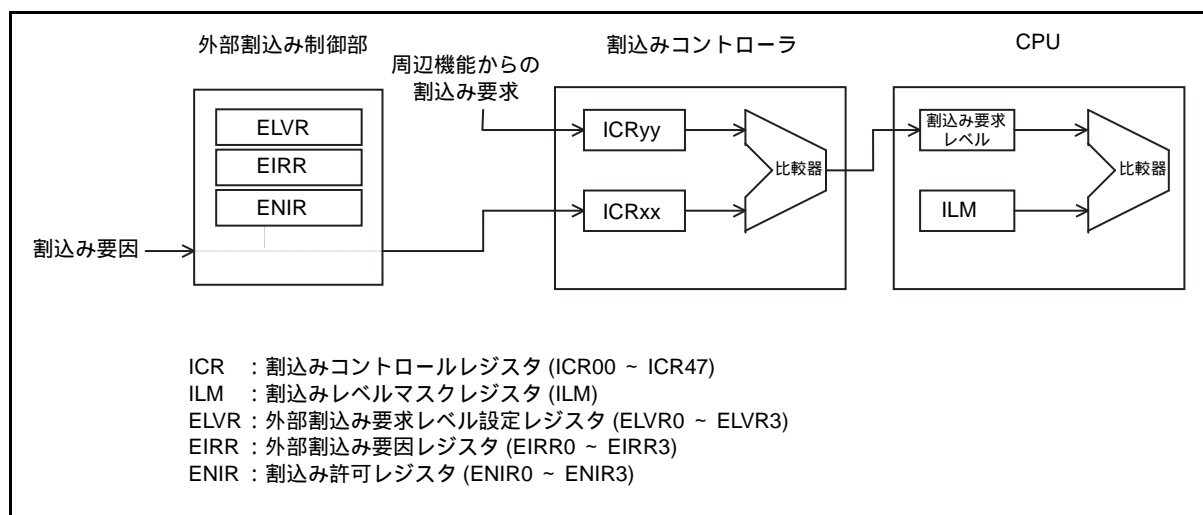 外部割込み制御部
割込みコントローラ
CPU
周辺機能からの
割込み要求
ELVR
EIRR
ENIR
ICRyy
ICRxx
比較器
割込み要求
レベル
ILM
比較器
割込み要因
ICR : 割込みコントロールレジスタ (ICR00 ~ ICR47)
ILM : 割込みレベルマスクレジスタ (ILM)
ELVR : 外部割込み要求レベル設定レジスタ (ELVR0 ~ ELVR3)
EIRR : 外部割込み要因レジスタ (EIRR0 ~ EIRR3)
ENIR : 割込み許可レジスタ (ENIR0 ~ ENIR3)